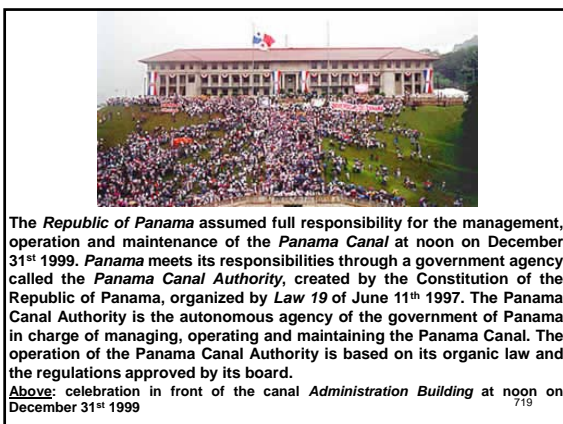 The Republic of Panama assumed full responsibility for the management,
operation and maintenance of the Panama Canal at noon on December
31st 1999. Panama meets its responsibilities through a government agency
called the Panama Canal Authority, created by the Constitution of the
Republic of Panama, organized by Law 19 of June 11th 1997. The Panama
Canal Authority is the autonomous agency of the government of Panama
in charge of managing, operating and maintaining the Panama Canal. The
operation of the Panama Canal Authority is based on its organic law and
the regulations approved by its board.
Above: celebration in front of the canal Administration Building at noon on
December 31st 1999
719